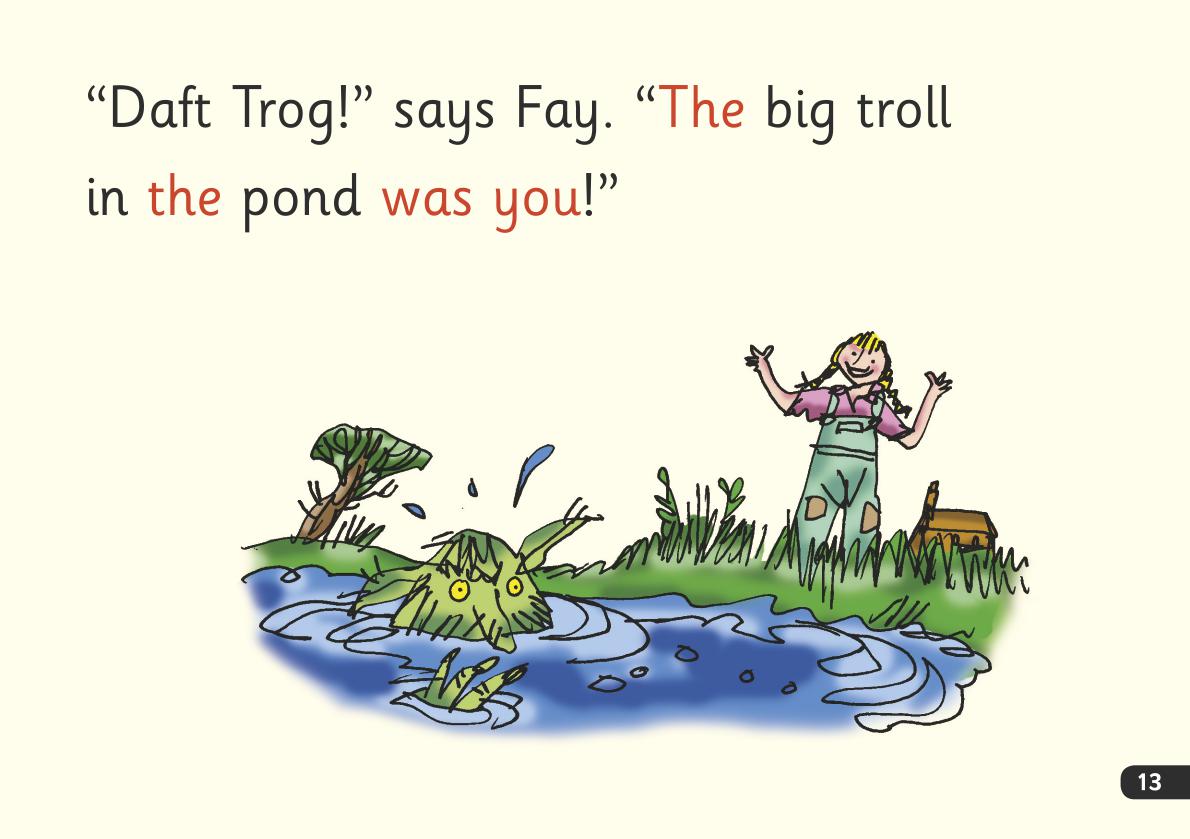 “Daft Trog!” says Fay. “The big troll
in the pond was you!”
13